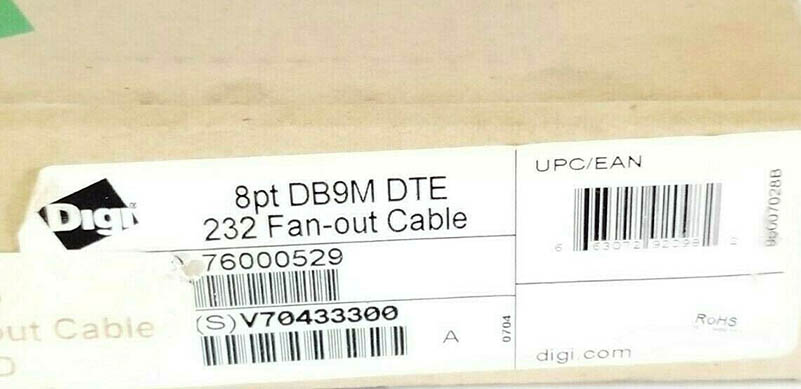 Digi
8pt DB9M DTE
232 Fan-out Cable
76000529
(S) V70433300
A
0704
UPC/EAN
RoHS
digi.com
out Cable